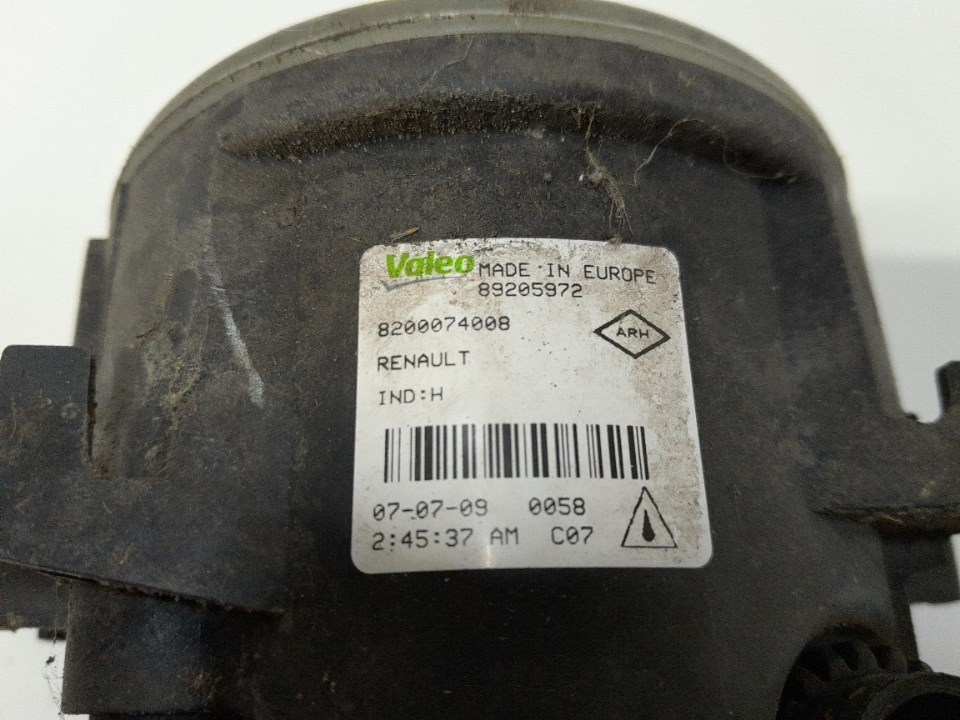 Valeo MADE IN EUROPE
89205972
8200074008
ARH
RENAULT
IND:H
07-07-09 0058
2:45:37 AM C07